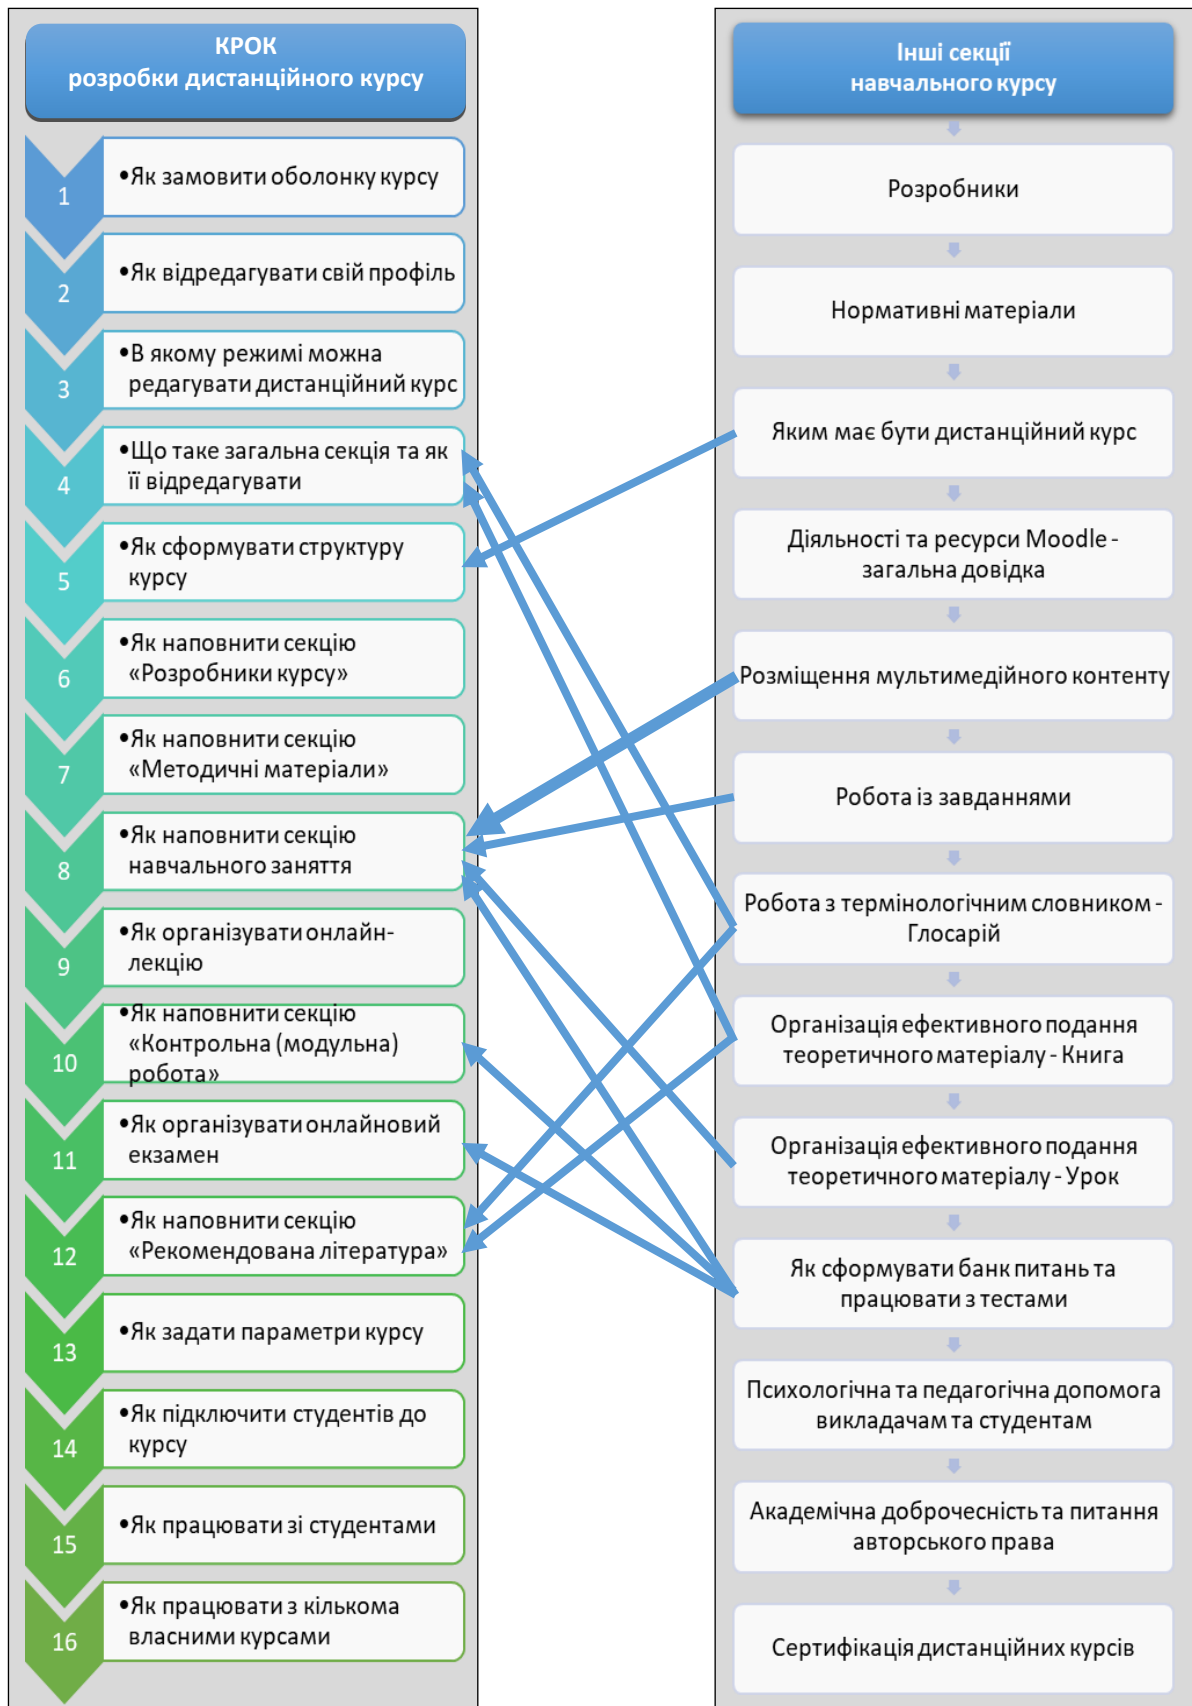 КРОК
розробки дистанційного курсу
1
•Як замовити оболонку курсу
2
•Як відредагувати свій профіль
3
•В якому режимі можна
редагувати дистанційний курс
4
•Що таке загальна секція та як
її відредагувати
5
•Як сформувати структуру
курсу
6
•Як наповнити секцію
«Розробники курсу»
7
•Як наповнити секцію
«Методичні матеріали»
8
•Як наповнити секцію
навчального заняття
9
•Як організувати онлайн-
лекцію
10
•Як наповнити секцію
«Контрольна (модульна)
робота»
11
•Як організувати онлайновий
екзамен
12
•Як наповнити секцію
«Рекомендована література»
13
•Як задати параметри курсу
14
•Як підключити студентів до
курсу
15
•Як працювати зі студентами
16
•Як працювати з кількома
власними курсами
Інші секції
навчального курсу
Розробники
Нормативні матеріали
Яким має бути дистанційний курс
Діяльності та ресурси Moodle -
загальна довідка
Розміщення мультимедійного контенту
Робота із завданнями
Робота з термінологічним словником -
Глосарій
Організація ефективного подання
теоретичного матеріалу - Книга
Організація ефективного подання
теоретичного матеріалу - Урок
Як сформувати банк питань та
працювати з тестами
Психологічна та педагогічна допомога
викладачам та студентам
Академічна доброчесність та питання
авторського права
Сертифікація дистанційних курсів